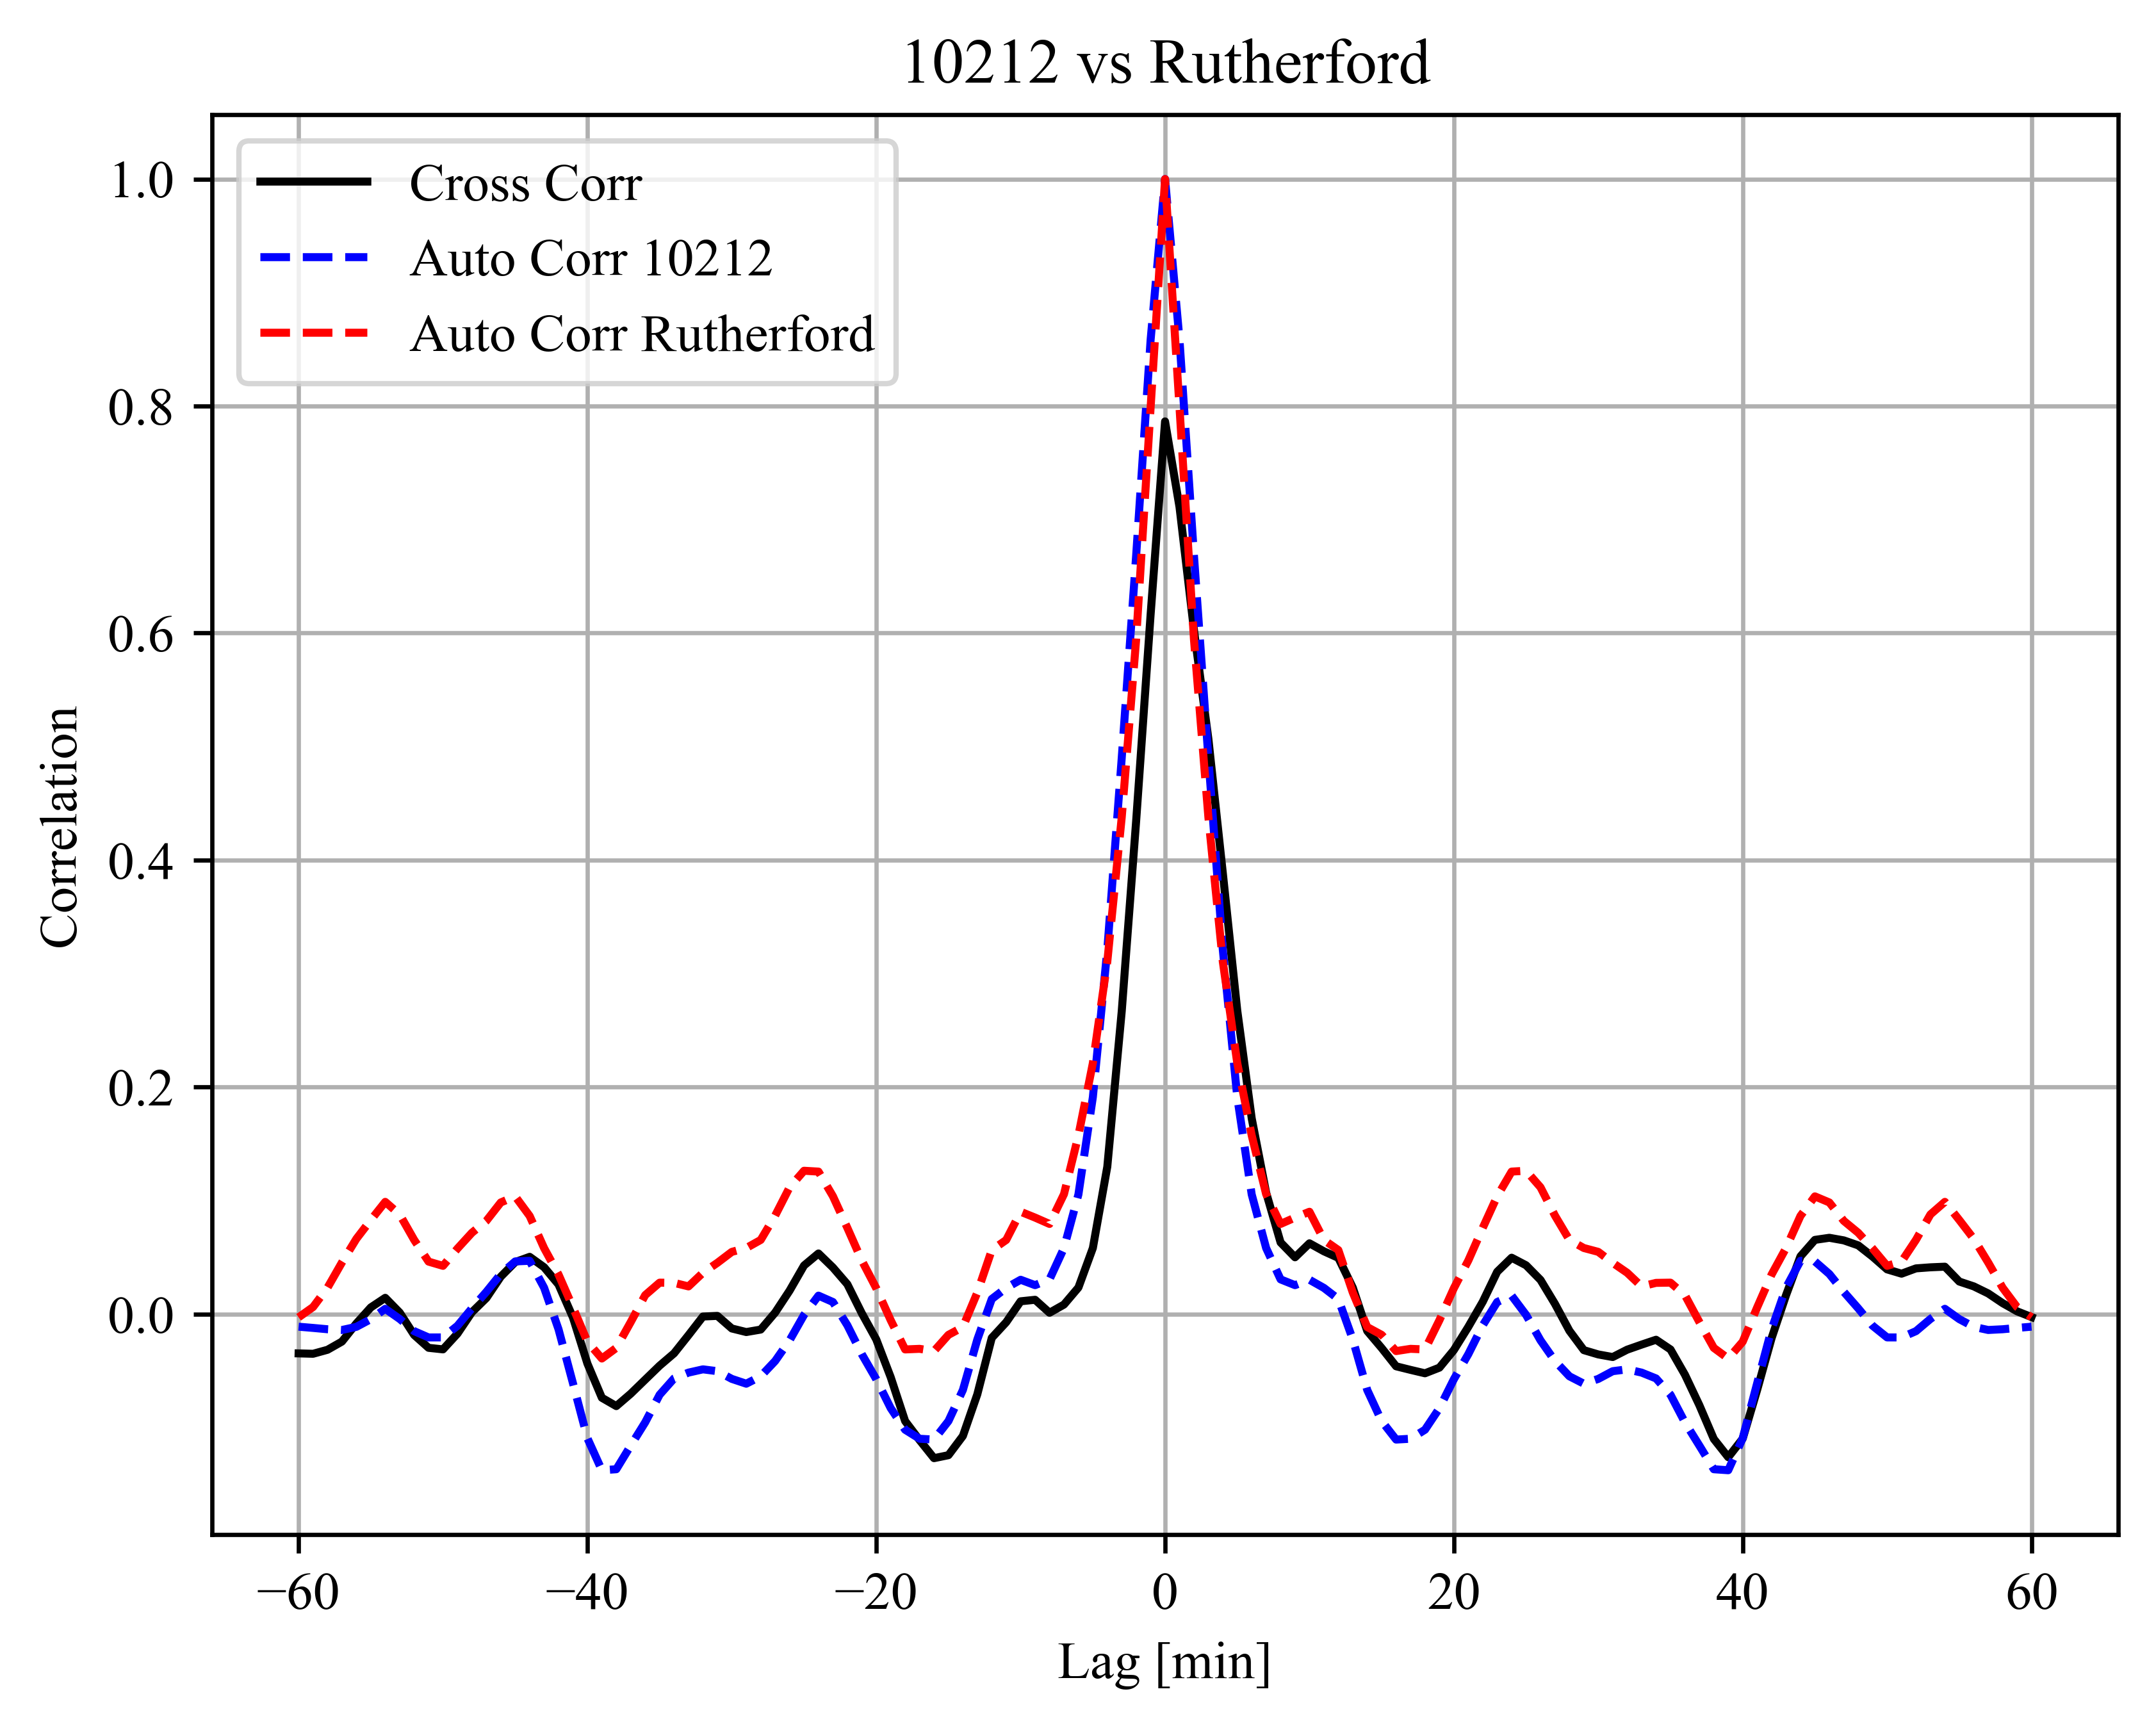 10212 vs Rutherford
Cross Corr
Auto Corr 10212
Auto Corr Rutherford
1.0
0.8
0.6
0.4
0.2
0.0
Correlation
−60 −40 −20 0 20 40 60
Lag [min]